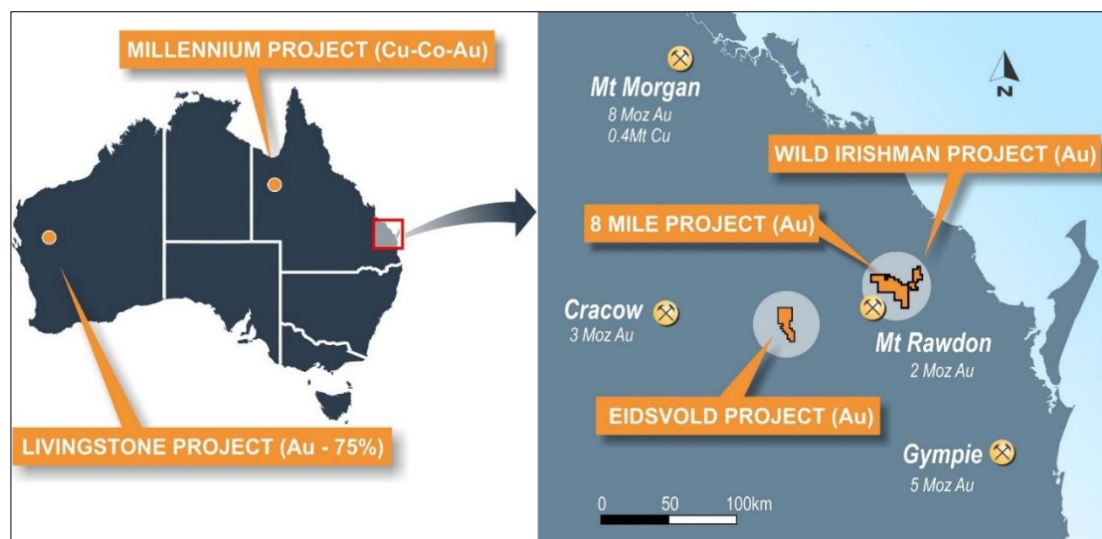 MILLENNIUM PROJECT (Cu-Co-Au)
LIVINGSTONE PROJECT (Au - 75%)
Mt Morgan
8 Moz Au
0.4Mt Cu
N
WILD IRISHMAN PROJECT (Au)
8 MILE PROJECT (Au)
Cracow
3 Moz Au
Mt Rawdon
2 Moz Au
EIDSVOLD PROJECT (Au)
Gympie
5 Moz Au
0 50 100km